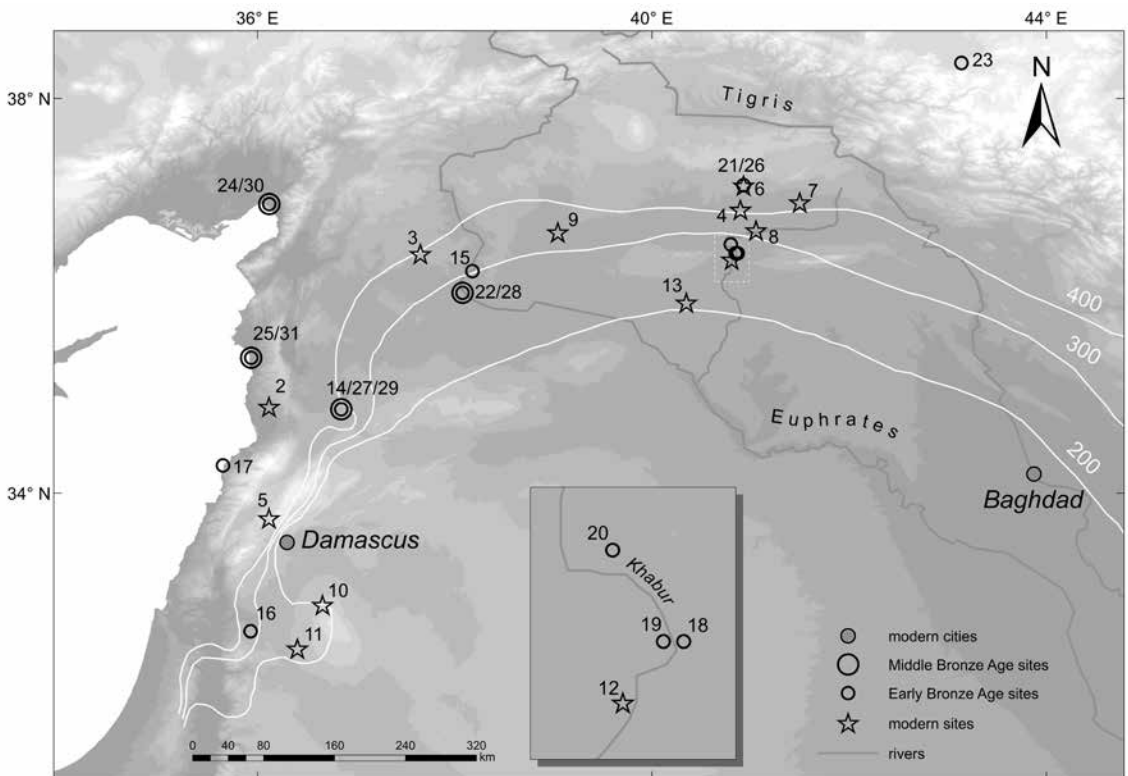 36° E
40° E
44° E
38° N
34° N
N
23
Tigris
21/26
6
7
4
8
24/30
9
3
15
22/28
13
400
300
200
25/31
2
14/27/29
17
5
Damascus
Euphrates
Baghdad
10
16
11
20
Khabur
19
18
12
modern cities
Middle Bronze Age sites
Early Bronze Age sites
modern sites
rivers
0 20 40 80 160 240 320
km